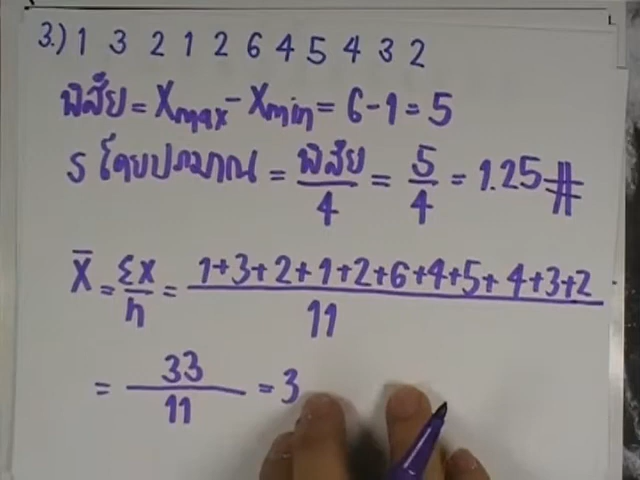 3.) 1 3 2 1 2 6 4 5 4 3 2
พิสัย = Xmax - Xmin = 6 - 1 = 5
S โดยประมาณ = พิสัย/4 = 5/4 = 1.25 #
X̄ = Σx/n = 1+3+2+1+2+6+4+5+4+3+2/11
= 33/11 = 3